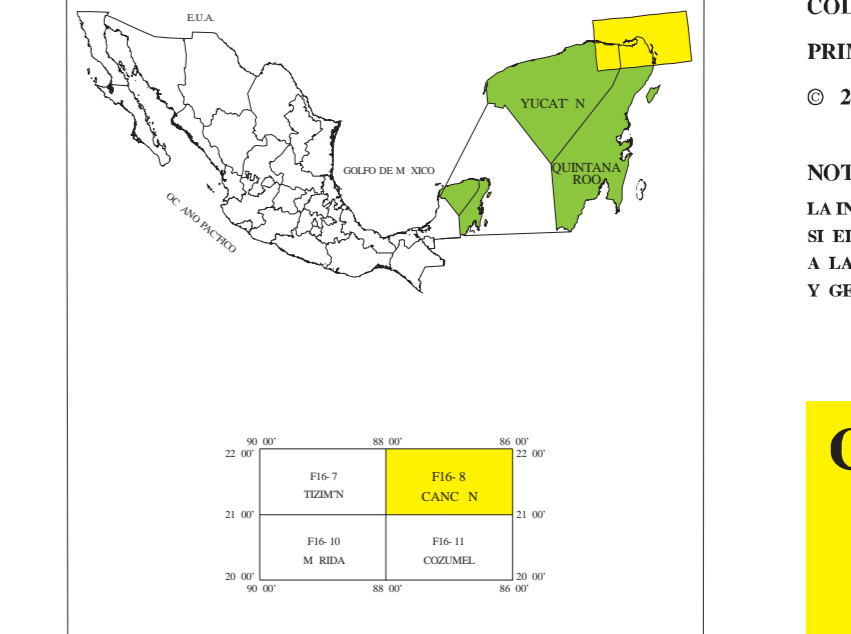 E.U.A.
YUCAT¨ N
QUINTANA
ROO
GOLFO DE M XICO
OC ANO PAC˝FICO
90 00'
88 00'
86 00'
22 00'
22 00'
F16- 7
F16- 8
TIZIM˝N
CANC N
21 00'
21 00'
F16- 10
F16- 11
M RIDA
COZUMEL
20 00'
20 00'
90 00'
88 00'
86 00'
COL
PRIM
© 2
NOT
LA IN
SI EL
A LA
Y GE